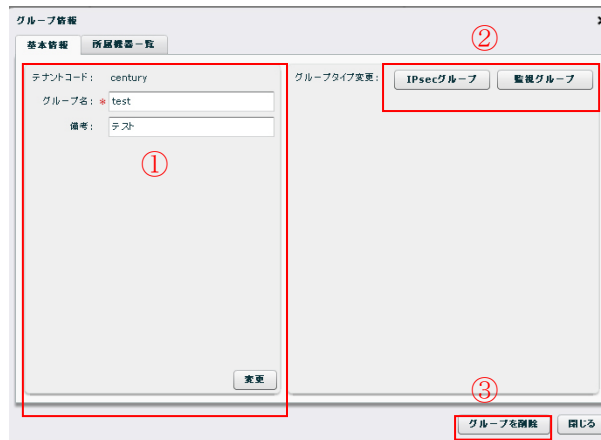 グループ情報
基本情報 所属機器一覧
②
テナントコード： century
グループ名： * test
備考： テスト
①
グループタイプ変更： IPsecグループ 監視グループ
変更
③
グループを削除 閉じる